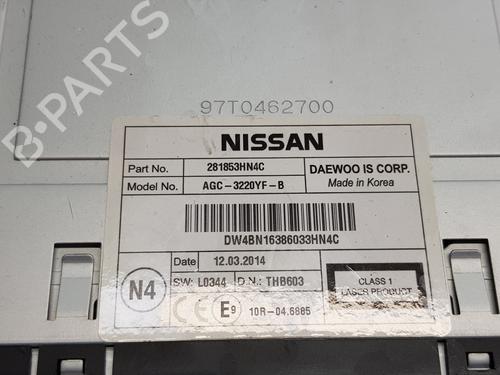 97T0462700
NISSAN
Part No. 281853HN4C DAEWOO IS CORP.
Model No. AGC-3220YF-B Made in Korea
DW4BN16386033HN4C
Date 12.03.2014
N4 SW: L0344 D.N.: THB603 CLASS 1
LASER PRODUCT
CE E9 10R-04.6885
B-PARTS